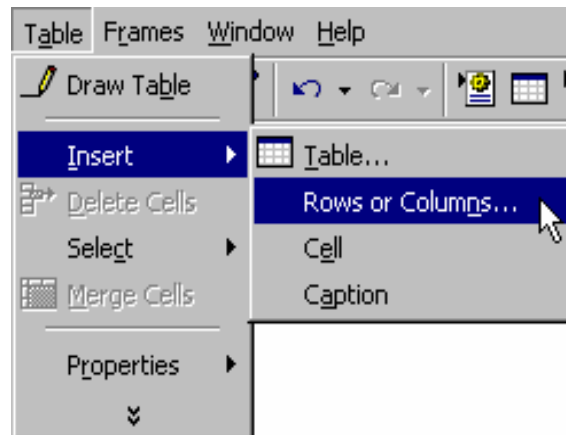 Table Frames Window Help
Draw Table
Insert
Table...
Delete Cells
Rows or Columns...
Select
Cell
Merge Cells
Caption
Properties